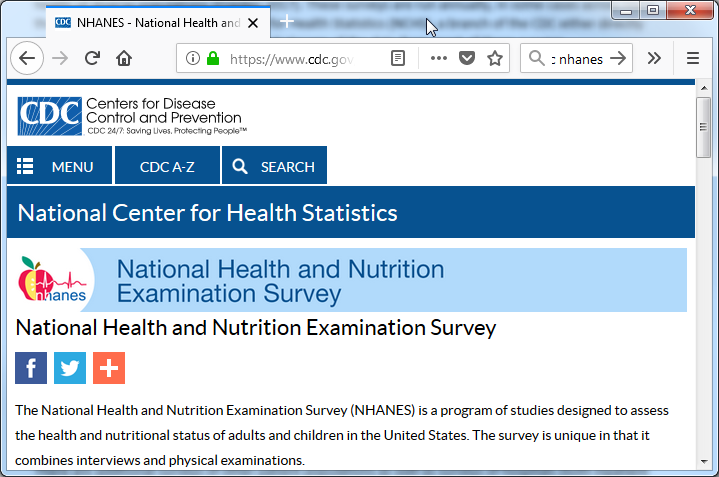 NHANES - National Health and
https://www.cdc.gov
nhanes
CDC
Centers for Disease
Control and Prevention
CDC 24/7: Saving Lives, Protecting People™
MENU
CDC A-Z
SEARCH
National Center for Health Statistics
nhanes
National Health and Nutrition
Examination Survey
National Health and Nutrition Examination Survey
The National Health and Nutrition Examination Survey (NHANES) is a program of studies designed to assess
the health and nutritional status of adults and children in the United States. The survey is unique in that it
combines interviews and physical examinations.